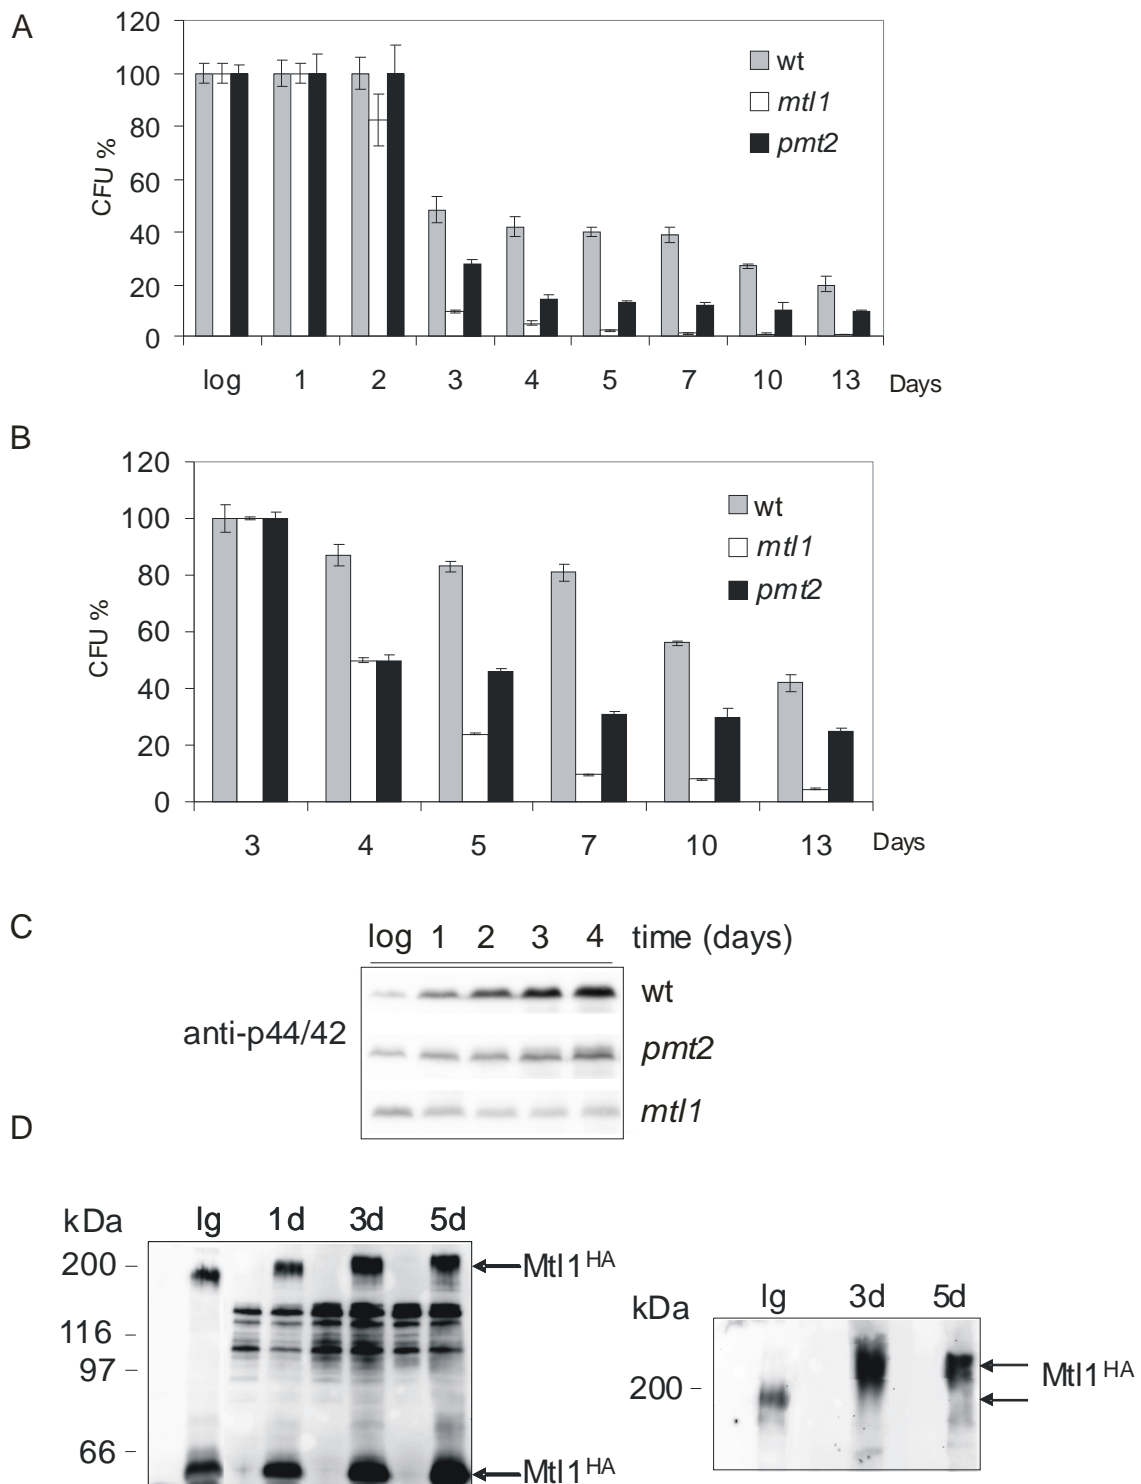 A
120
100
80
60
40
20
0
CFU %
wt
mtl1
pmt2
log 1 2 3 4 5 7 10 13 Days
B
120
100
80
60
40
20
0
CFU %
wt
mtl1
pmt2
3 4 5 7 10 13 Days
C
log 1 2 3 4 time (days)
anti-p44/42
wt
pmt2
mtl1
D
kDa lg 1d 3d 5d
200
116
97
66
Mtl1HA
Mtl1HA
kDa lg 3d 5d
200
Mtl1HA